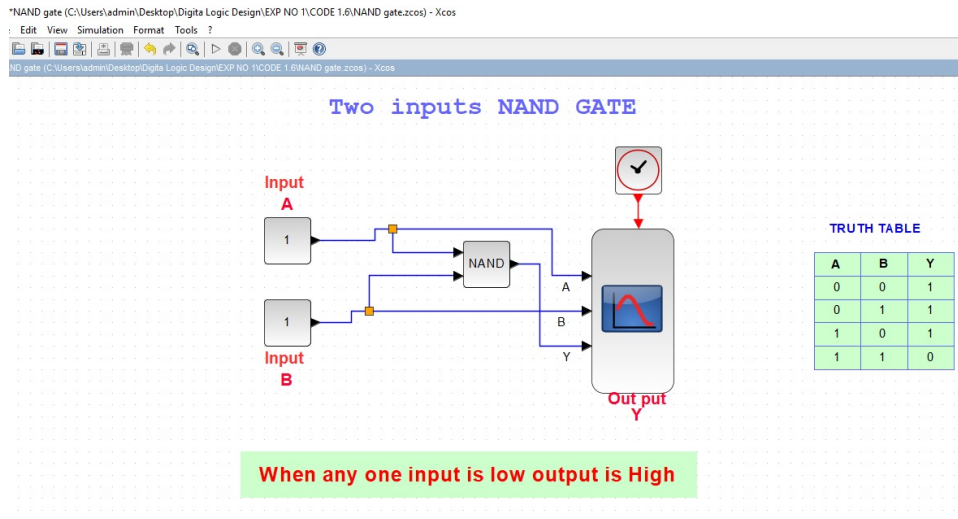 *NAND gate (C:\Users\admin\Desktop\Digita Logic Design\EXP NO 1\CODE 1.6\NAND gate.zcos) - Xcos
: Edit View Simulation Format Tools ?
ND gate (C:\Users\admin\Desktop\Digita Logic Design\EXP NO 1\CODE 1.6\NAND gate.zcos) - Xcos
Two inputs NAND GATE
Input
A
1
NAND
A
1
B
Input
B
Y
Out put
Y
TRUTH TABLE
A B Y
0 0 1
0 1 1
1 0 1
1 1 0
When any one input is low output is High